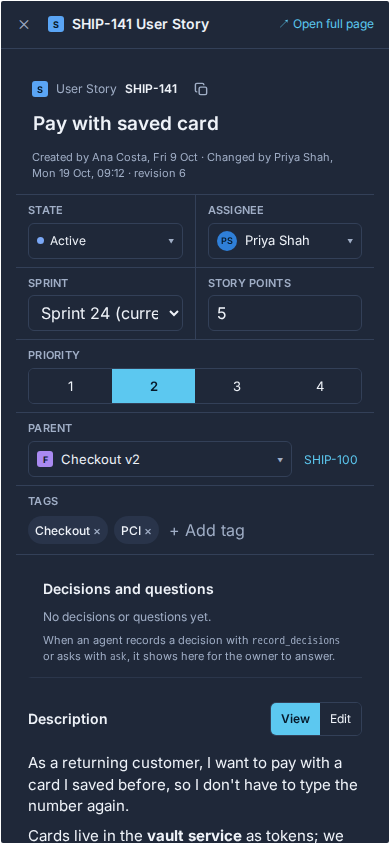 × S SHIP-141 User Story ↗ Open full page
S User Story SHIP-141
Pay with saved card
Created by Ana Costa, Fri 9 Oct · Changed by Priya Shah,
Mon 19 Oct, 09:12 · revision 6
STATE ASSIGNEE
Active PS Priya Shah
SPRINT STORY POINTS
Sprint 24 (curre 5
PRIORITY
1 2 3 4
PARENT
F Checkout v2 SHIP-100
TAGS
Checkout × PCI × + Add tag
Decisions and questions
No decisions or questions yet.
When an agent records a decision with record_decisions
or asks with ask, it shows here for the owner to answer.
Description View Edit
As a returning customer, I want to pay with a
card I saved before, so I don't have to type the
number again.
Cards live in the vault service as tokens; we